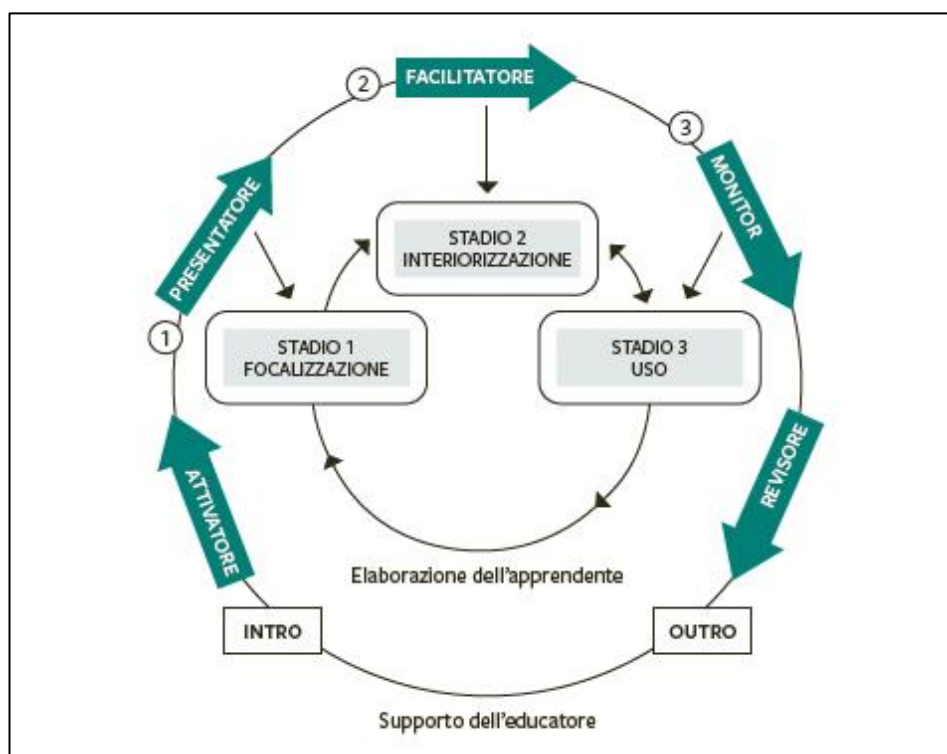 2
FACILITATORE
3
PRESENTATORE
MONITOR
STADIO 2
INTERIORIZZAZIONE
1
STADIO 1
FOCALIZZAZIONE
STADIO 3
USO
ATTIVATORE
REVISORE
Elaborazione dell'apprendente
INTRO
OUTRO
Supporto dell'educatore